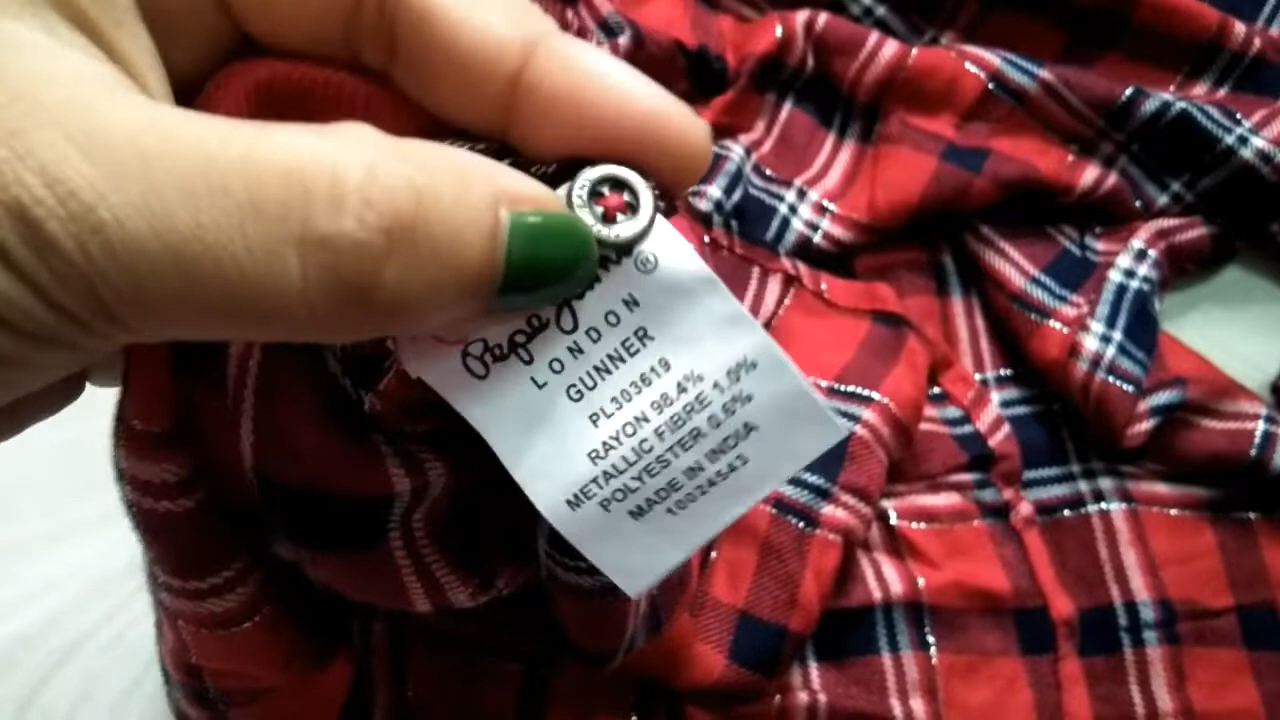 Pepe Jeans®
LONDON
GUNNER
PL303619
RAYON 98.4%
METALLIC FIBRE 1.0%
POLYESTER 0.6%
MADE IN INDIA
10024543